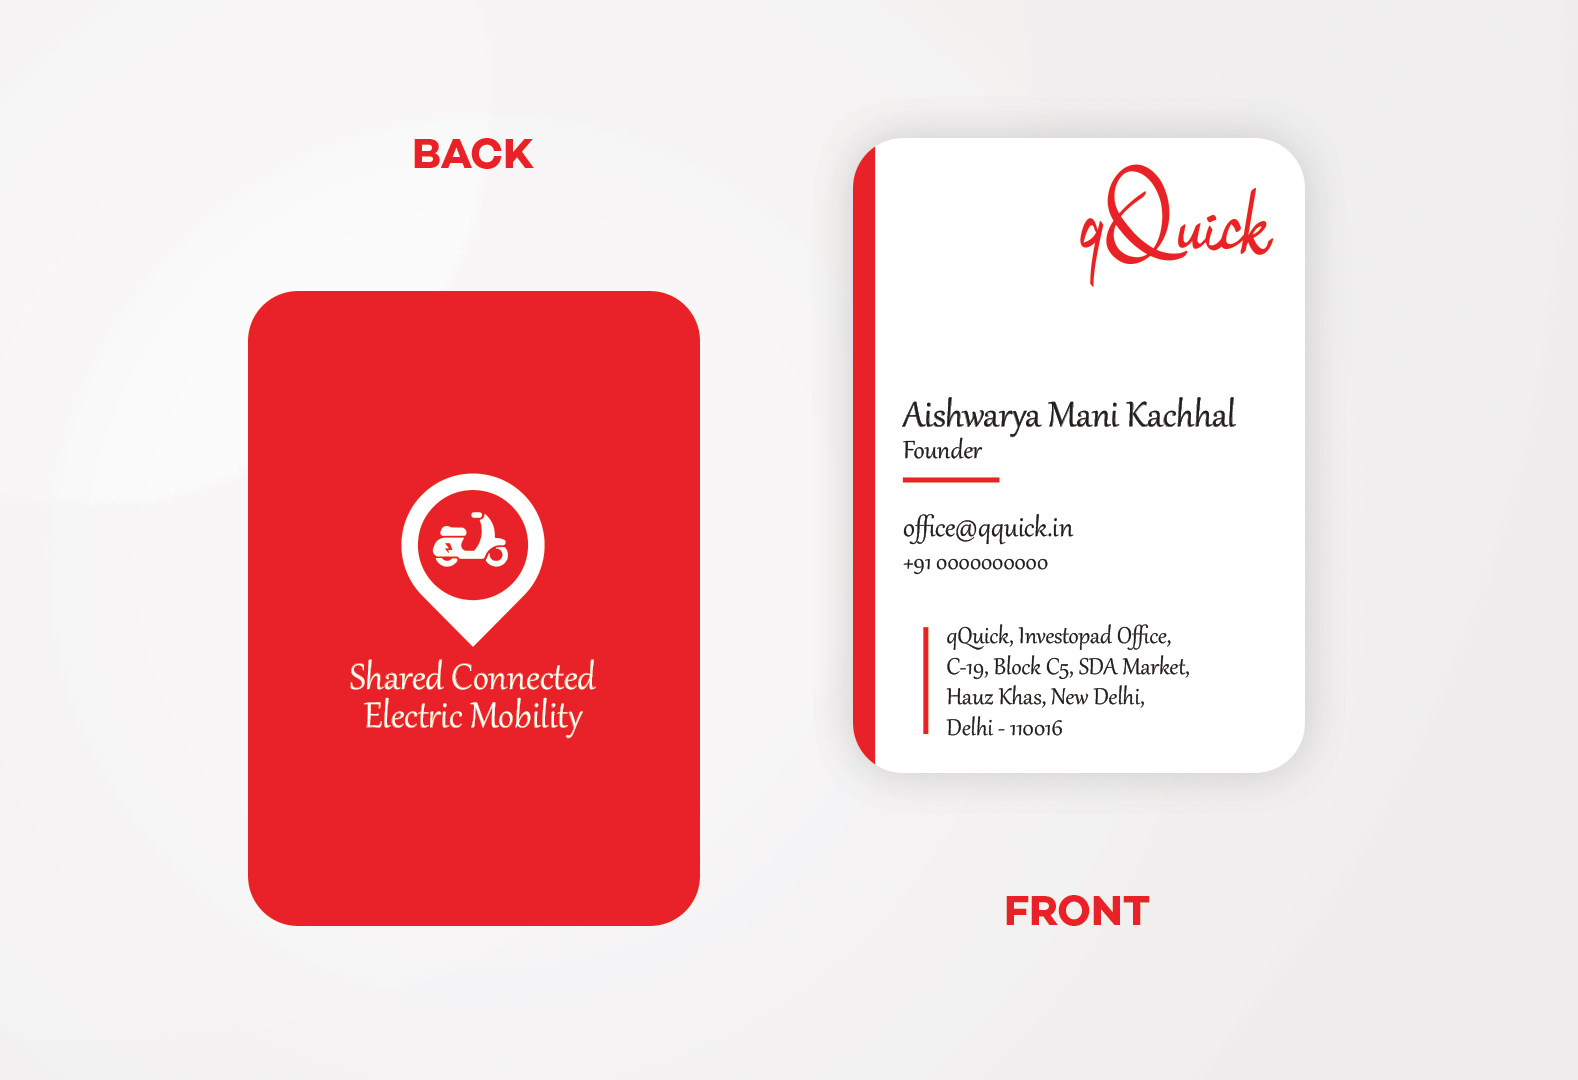 BACK
Shared Connected
Electric Mobility
qQuick
Aishwarya Mani Kachhal
Founder
office@qquick.in
+91 0000000000
qQuick, Investopad Office,
C-19, Block C5, SDA Market,
Hauz Khas, New Delhi,
Delhi - 110016
FRONT